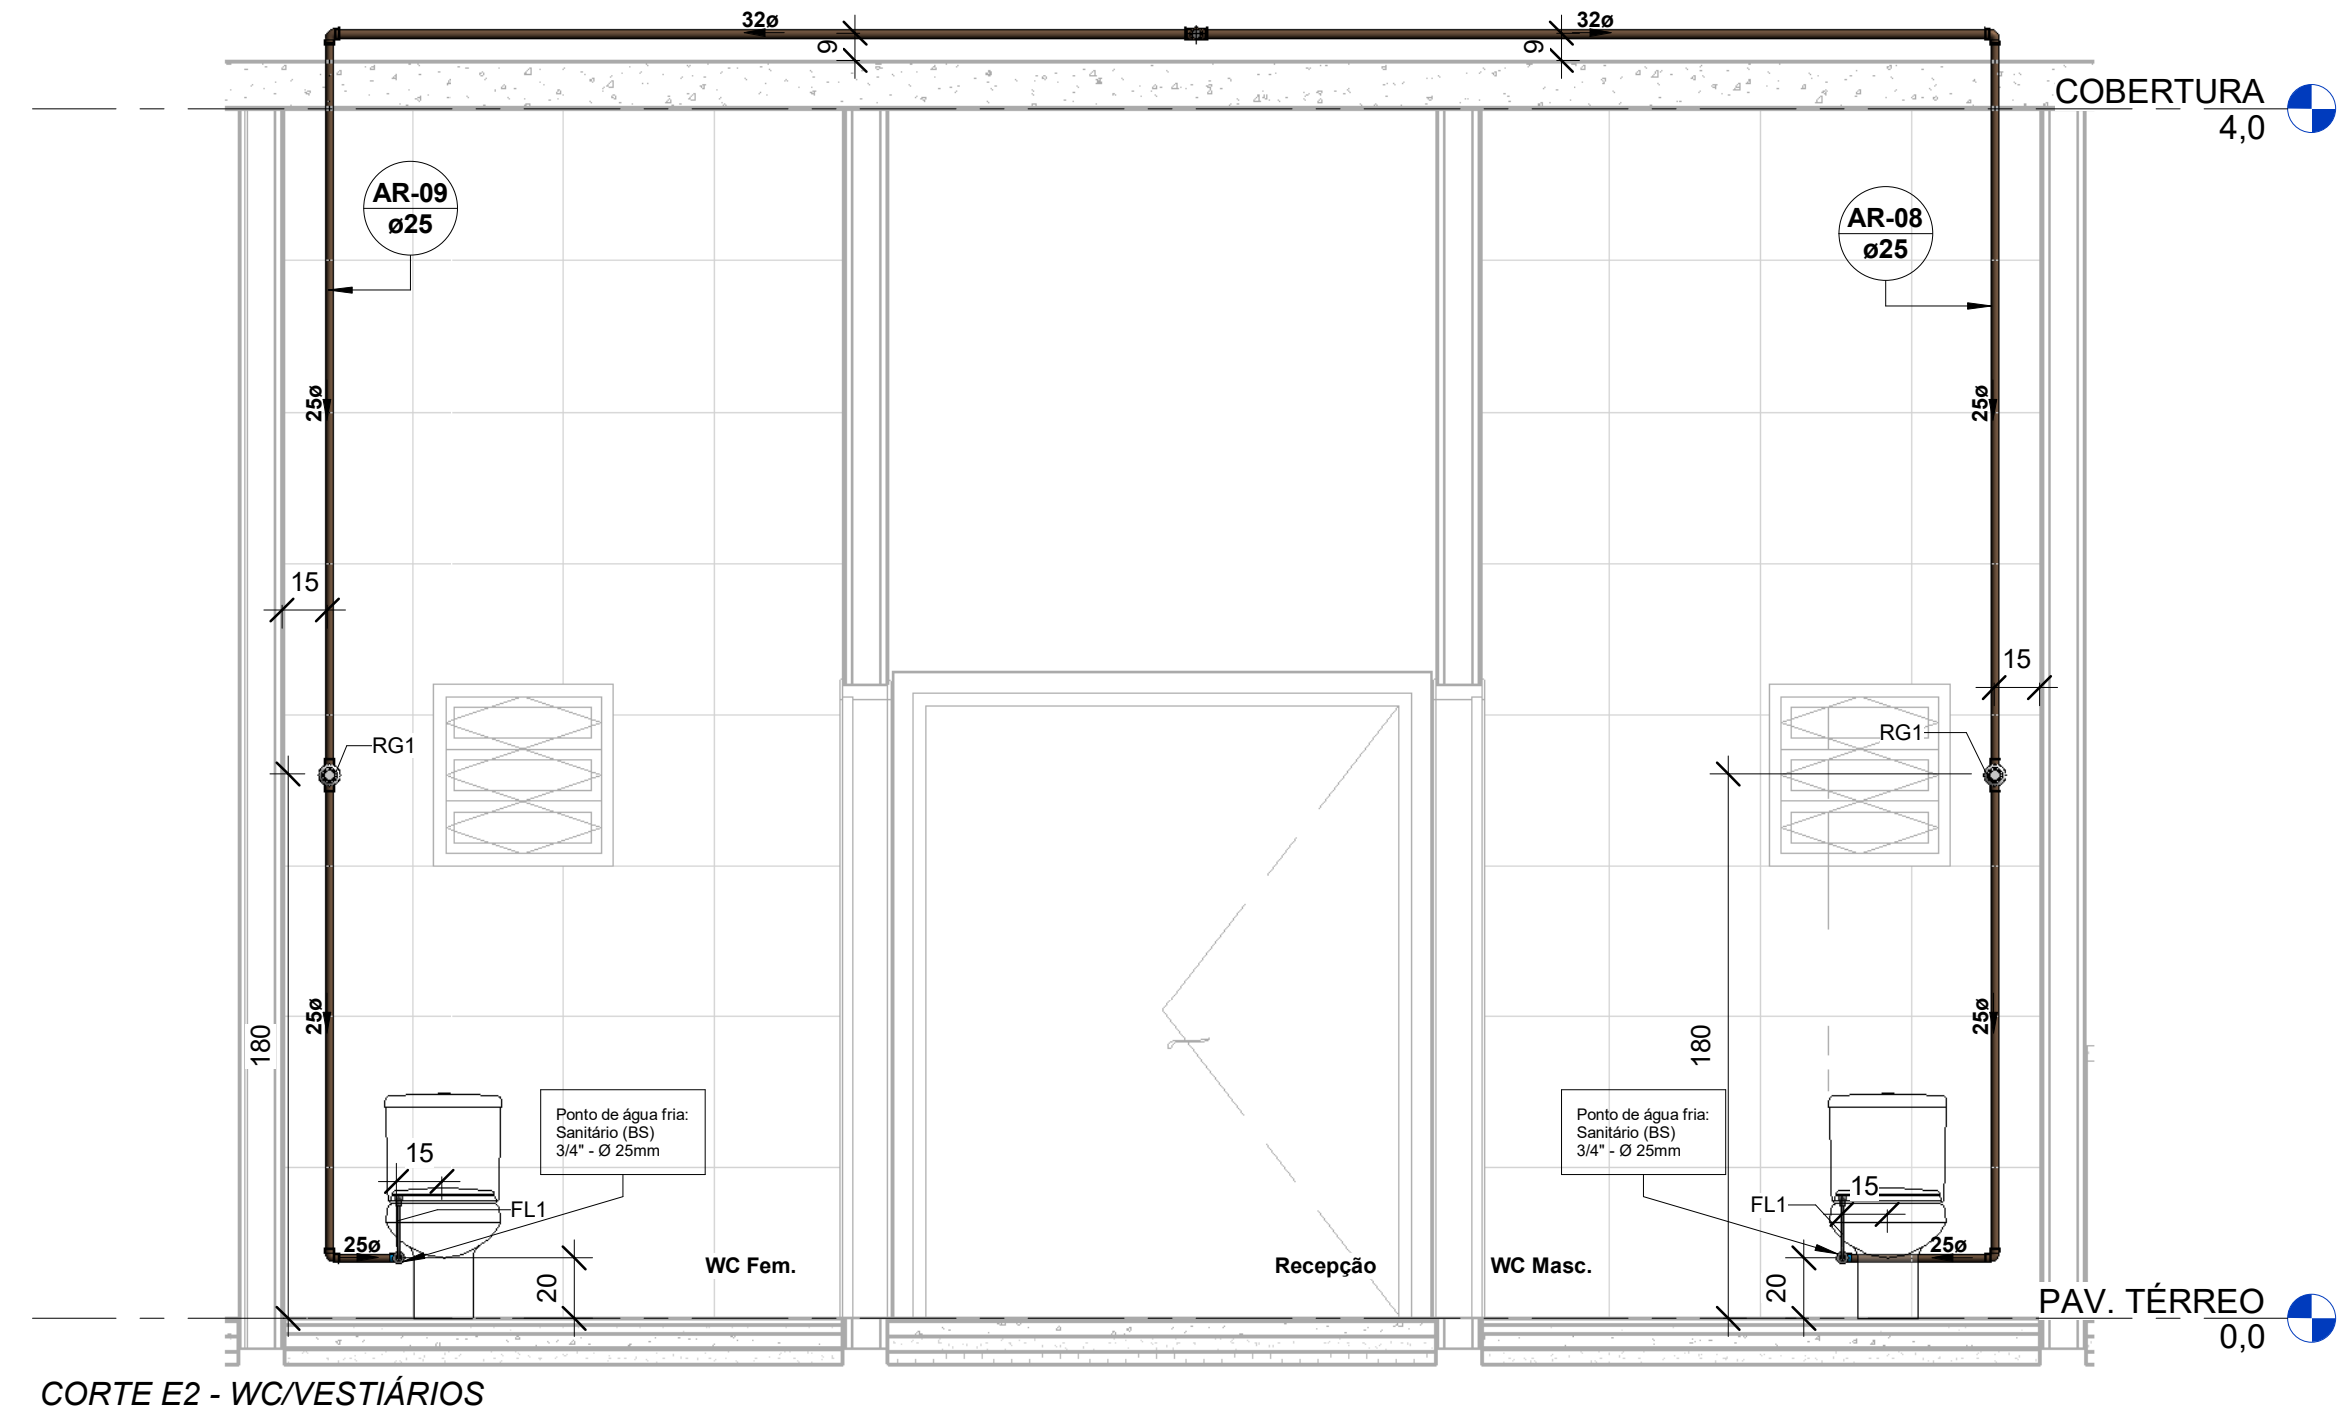 32ø
32ø
9
9
COBERTURA
4,0
AR-09
ø25
AR-08
ø25
25ø
25ø
15
15
RG1
RG1
25ø
25ø
180
180
Ponto de água fria:
Sanitário (BS)
3/4" - Ø 25mm
Ponto de água fria:
Sanitário (BS)
3/4" - Ø 25mm
15
15
FL1
FL1
25ø
25ø
WC Fem.
Recepção
WC Masc.
20
20
PAV. TÉRREO
0,0
CORTE E2 - WC/VESTIÁRIOS